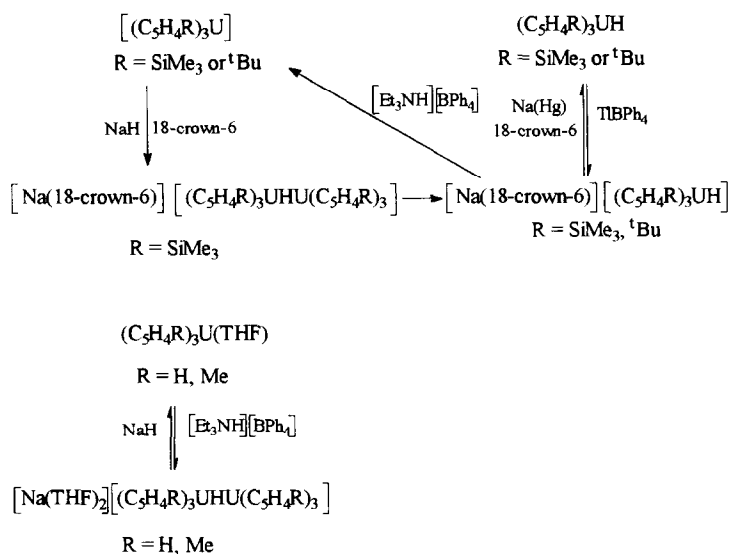 [(C₅H₄R)₃U]
R = SiMe₃ or ᵗBu
(C₅H₄R)₃UH
R = SiMe₃ or ᵗBu
NaH
18-crown-6
[Et₃NH][BPh₄]
Na(Hg)
18-crown-6
TlBPh₄
[Na(18-crown-6)] [(C₅H₄R)₃UHU(C₅H₄R)₃]
R = SiMe₃
[Na(18-crown-6)][(C₅H₄R)₃UH]
R = SiMe₃, ᵗBu
(C₅H₄R)₃U(THF)
R = H, Me
NaH
[Et₃NH][BPh₄]
[Na(THF)₂][(C₅H₄R)₃UHU(C₅H₄R)₃]
R = H, Me